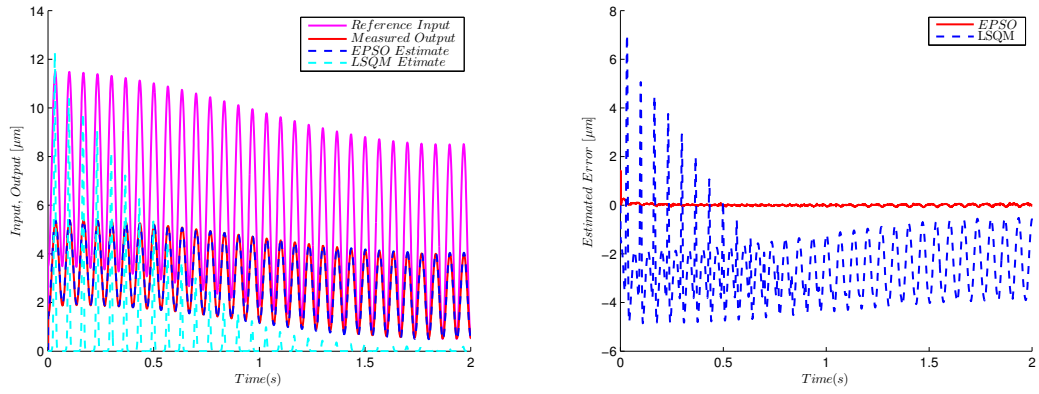 14
12
10
8
6
4
2
0
Input, Output [μm]
0
0.5
1
1.5
2
Time(s)
Reference Input
Measured Output
EPSO Estimate
LSQM Etimate
8
6
4
2
0
−2
−4
−6
Estimated Error [μm]
0
0.5
1
1.5
2
Time(s)
EPSO
LSQM